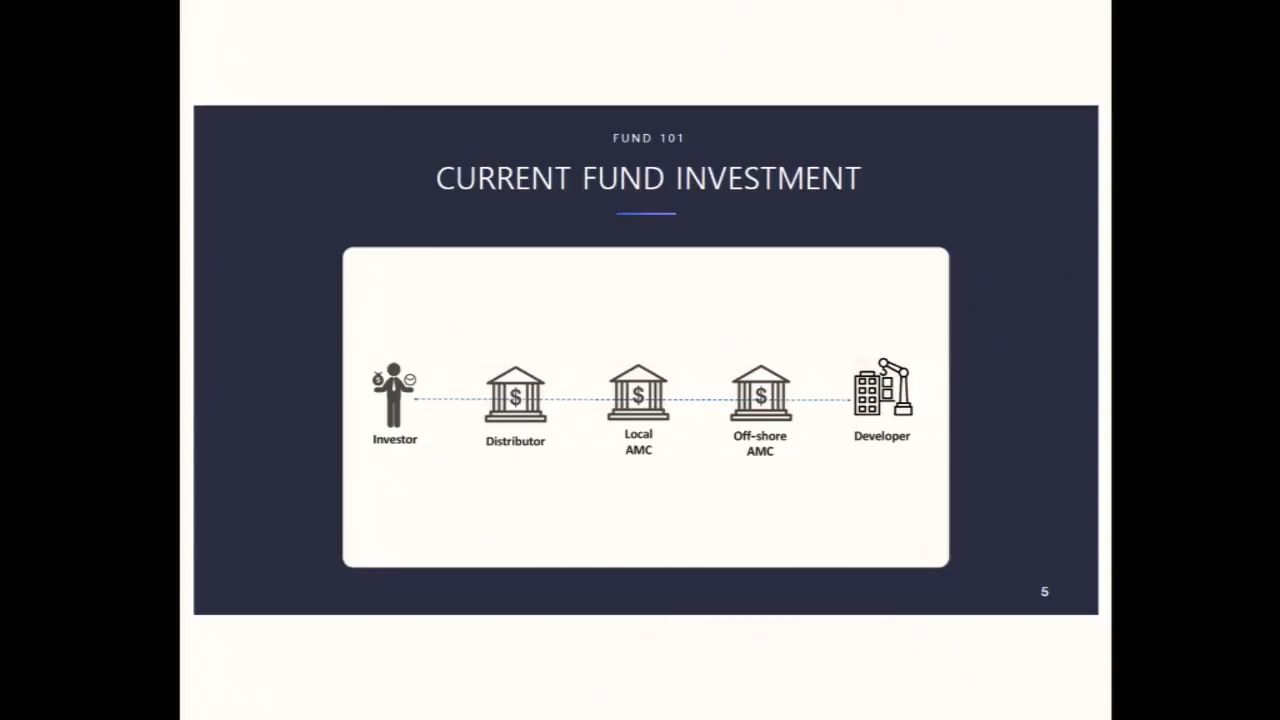 FUND 101
CURRENT FUND INVESTMENT
$
$
$
$
Investor
Distributor
Local
AMC
Off-shore
AMC
Developer
5